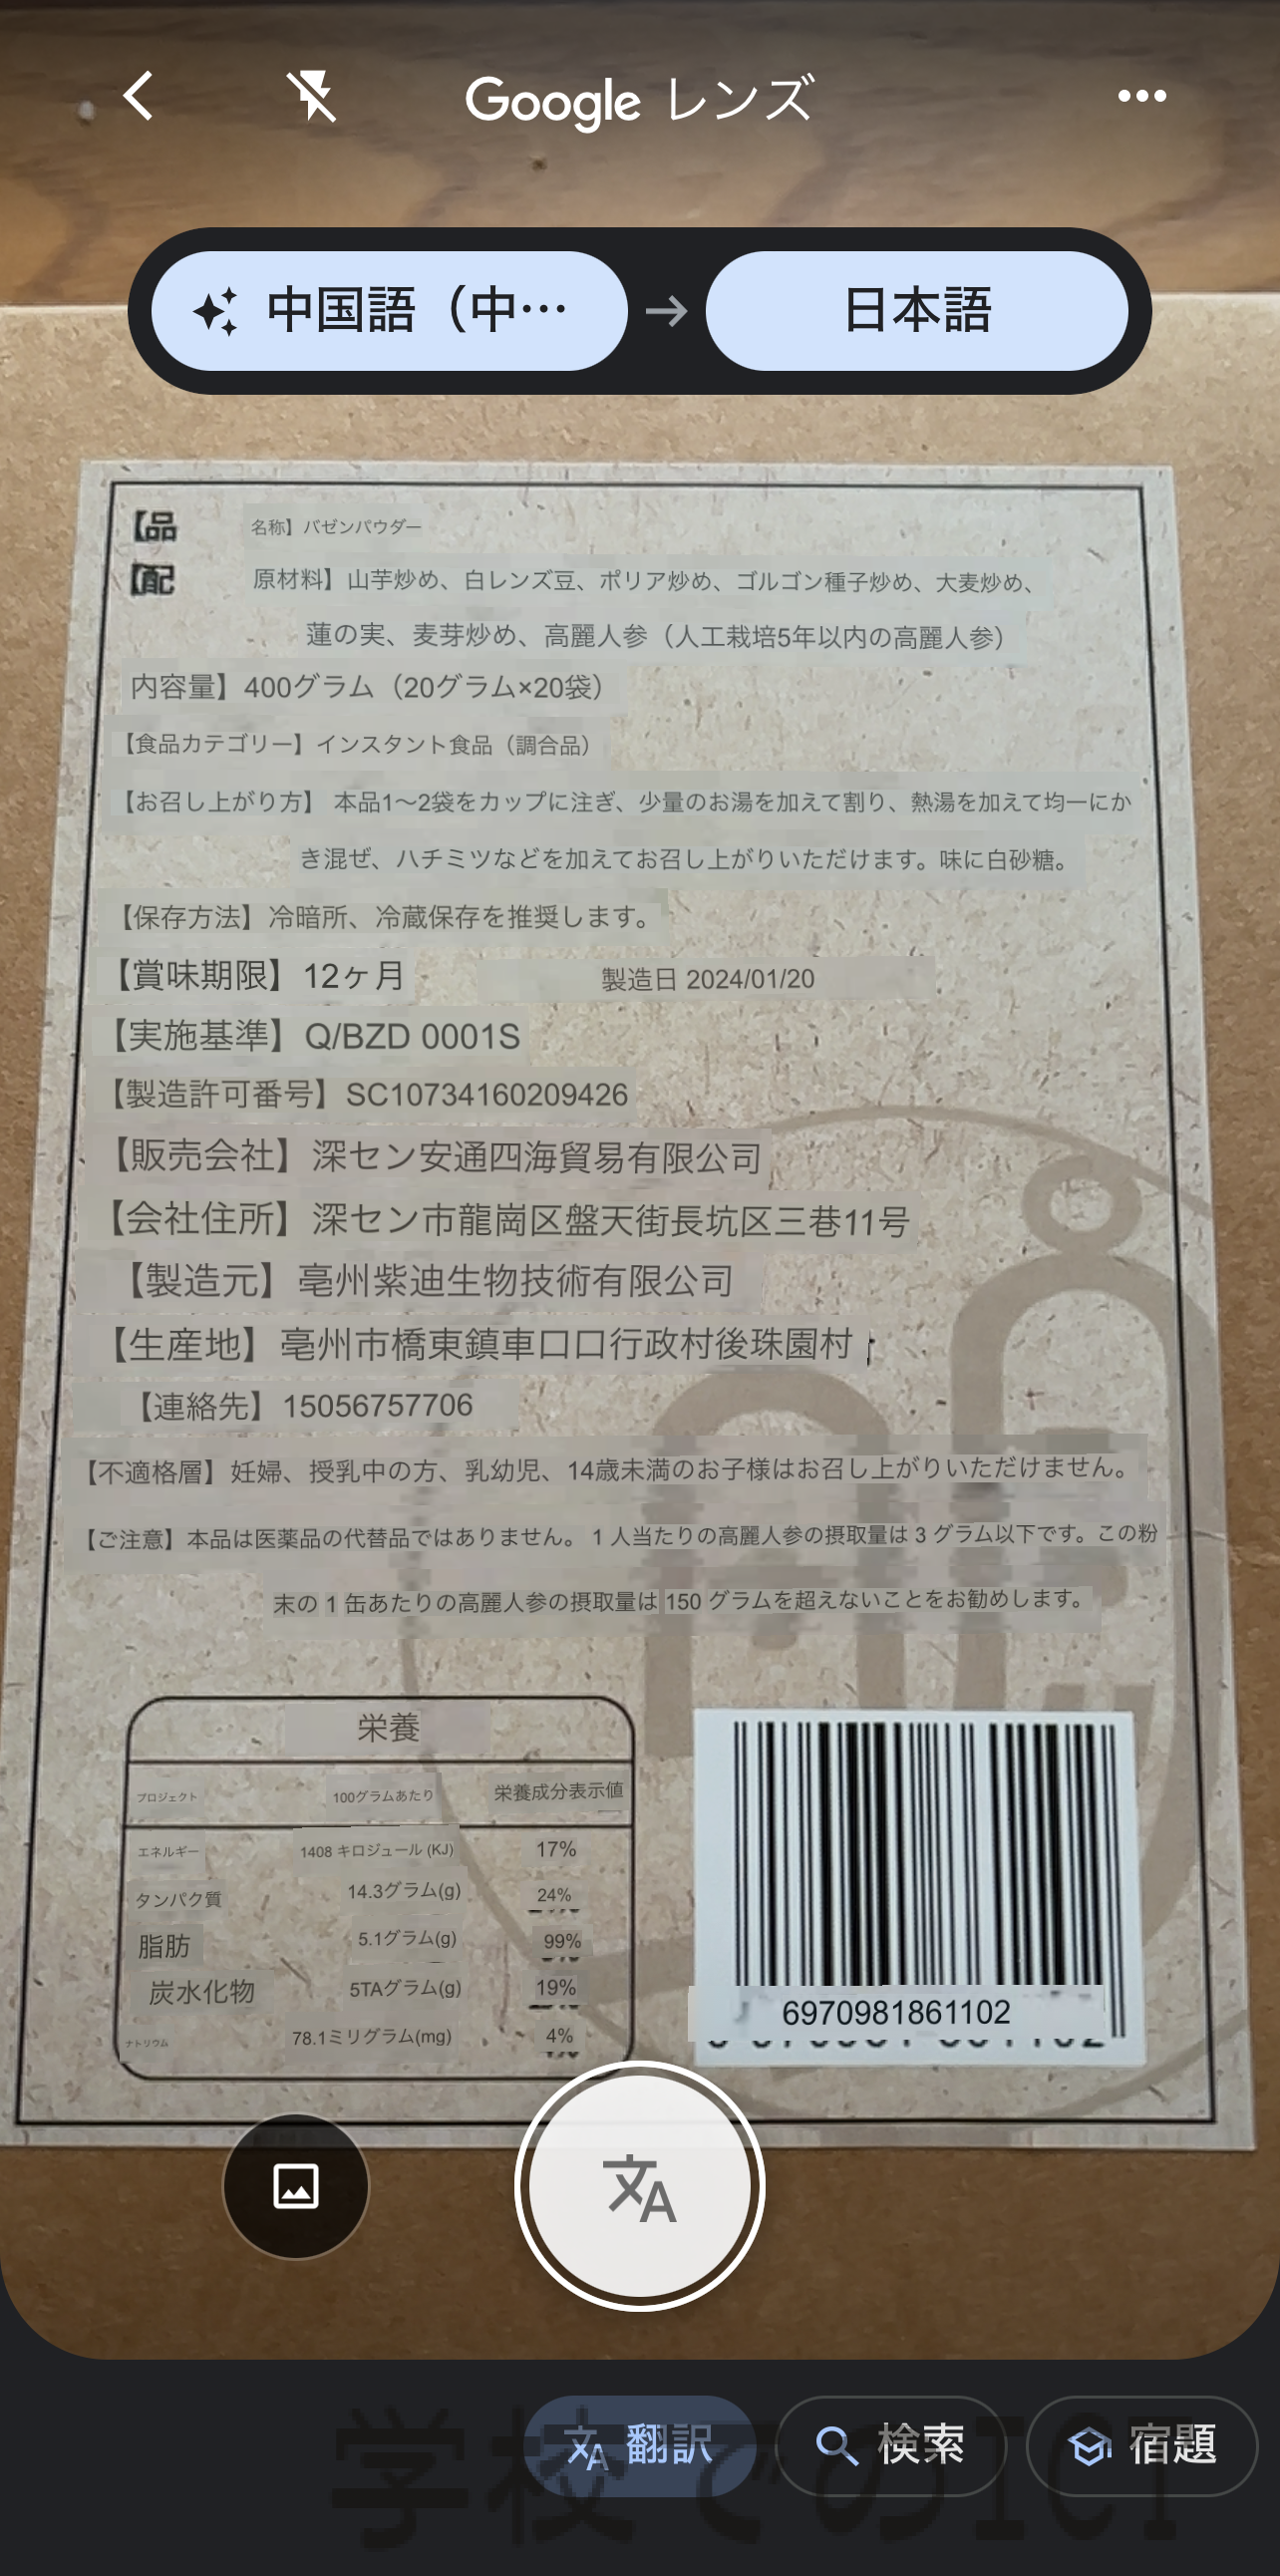 Google レンズ
中国語（中…
日本語
【品 名称】バゼンパウダー
【配 原材料】山芋炒め、白レンズ豆、ポリア炒め、ゴルゴン種子炒め、大麦炒め、
蓮の実、麦芽炒め、高麗人参（人工栽培5年以内の高麗人参）
内容量】400グラム（20グラム×20袋）
【食品カテゴリー】インスタント食品（調合品）
【お召し上がり方】 本品1〜2袋をカップに注ぎ、少量のお湯を加えて割り、熱湯を加えて均一にか
き混ぜ、ハチミツなどを加えてお召し上がりいただけます。味に白砂糖。
【保存方法】冷暗所、冷蔵保存を推奨します。
【賞味期限】12ヶ月 製造日 2024/01/20
【実施基準】Q/BZD 0001S
【製造許可番号】SC10734160209426
【販売会社】深セン安通四海貿易有限公司
【会社住所】深セン市龍崗区盤天街長坑区三巷11号
【製造元】亳州紫迪生物技術有限公司
【生産地】亳州市橋東鎮車口口行政村後珠園村
【連絡先】15056757706
【不適格層】妊婦、授乳中の方、乳幼児、14歳未満のお子様はお召し上がりいただけません。
【ご注意】本品は医薬品の代替品ではありません。 1 人当たりの高麗人参の摂取量は 3 グラム以下です。この粉
末の 1 缶あたりの高麗人参の摂取量は 150 グラムを超えないことをお勧めします。
栄養
プロジェクト 100グラムあたり 栄養成分表示値
エネルギー 1408 キロジュール (KJ) 17%
タンパク質 14.3グラム(g) 24%
脂肪 5.1グラム(g) 99%
炭水化物 5TAグラム(g) 19%
ナトリウム 78.1ミリグラム(mg) 4%
6970981861102
翻訳
検索
宿題
学校でのICT